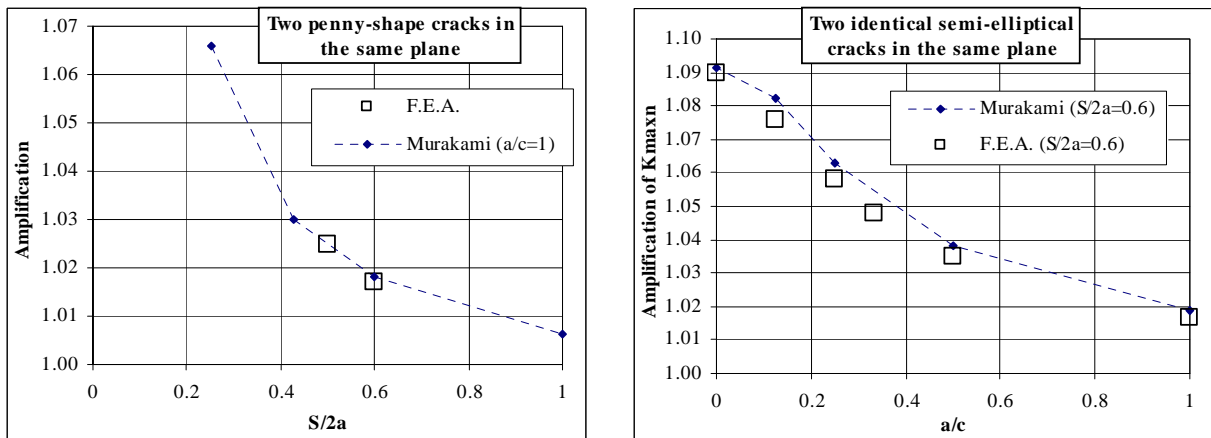 Two penny-shape cracks in
the same plane
F.E.A.
Murakami (a/c=1)
Amplification
1.07
1.06
1.05
1.04
1.03
1.02
1.01
1.00
0
0.2
0.4
0.6
0.8
1
S/2a
Two identical semi-elliptical
cracks in the same plane
Murakami (S/2a=0.6)
F.E.A. (S/2a=0.6)
Amplification of Kmaxn
1.10
1.09
1.08
1.07
1.06
1.05
1.04
1.03
1.02
1.01
1.00
0
0.2
0.4
0.6
0.8
1
a/c